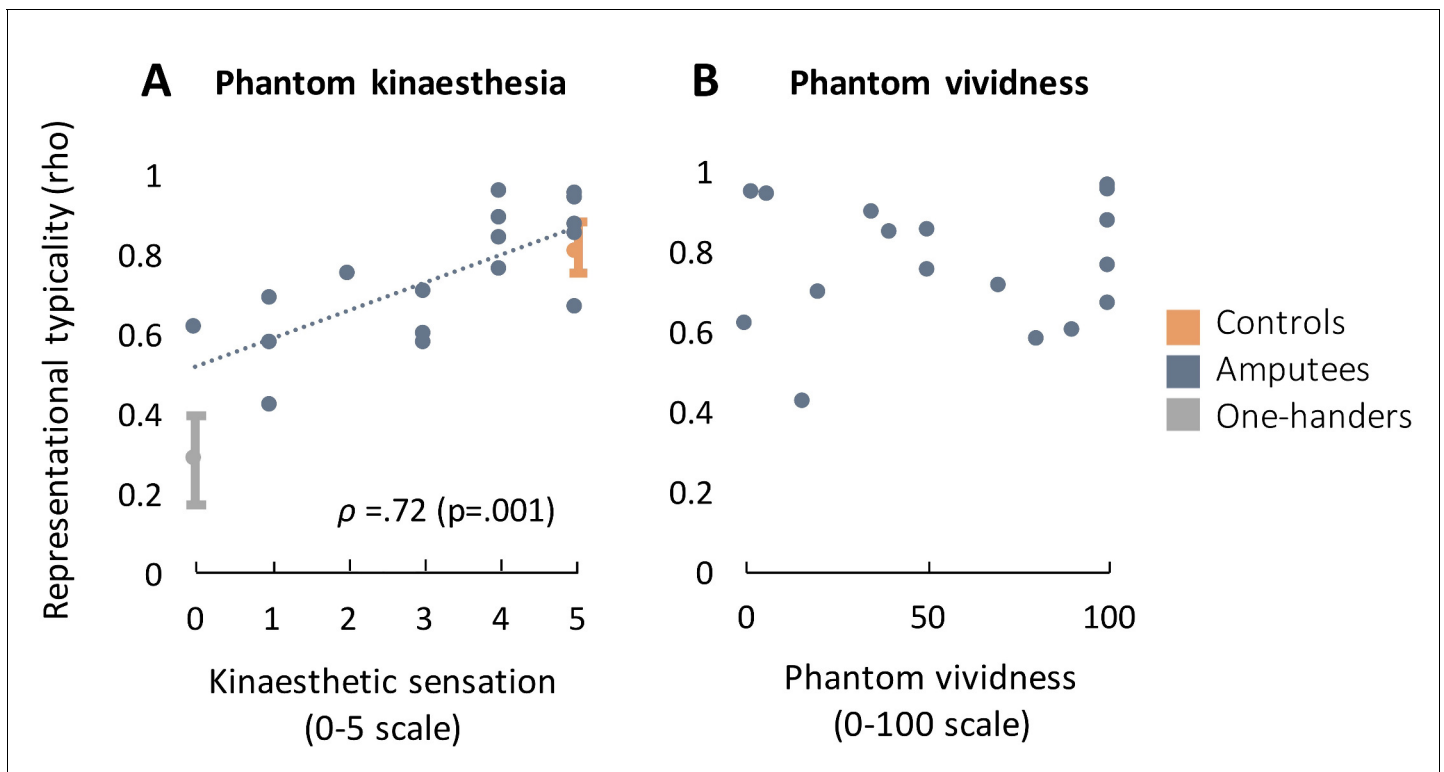 A Phantom kinaesthesia
B Phantom vividness
Representational typicality (rho)
1
0.8
0.6
0.4
0.2
0
ρ =.72 (p=.001)
0 1 2 3 4 5
Kinaesthetic sensation
(0-5 scale)
1
0.8
0.6
0.4
0.2
0
0 50 100
Phantom vividness
(0-100 scale)
Controls
Amputees
One-handers